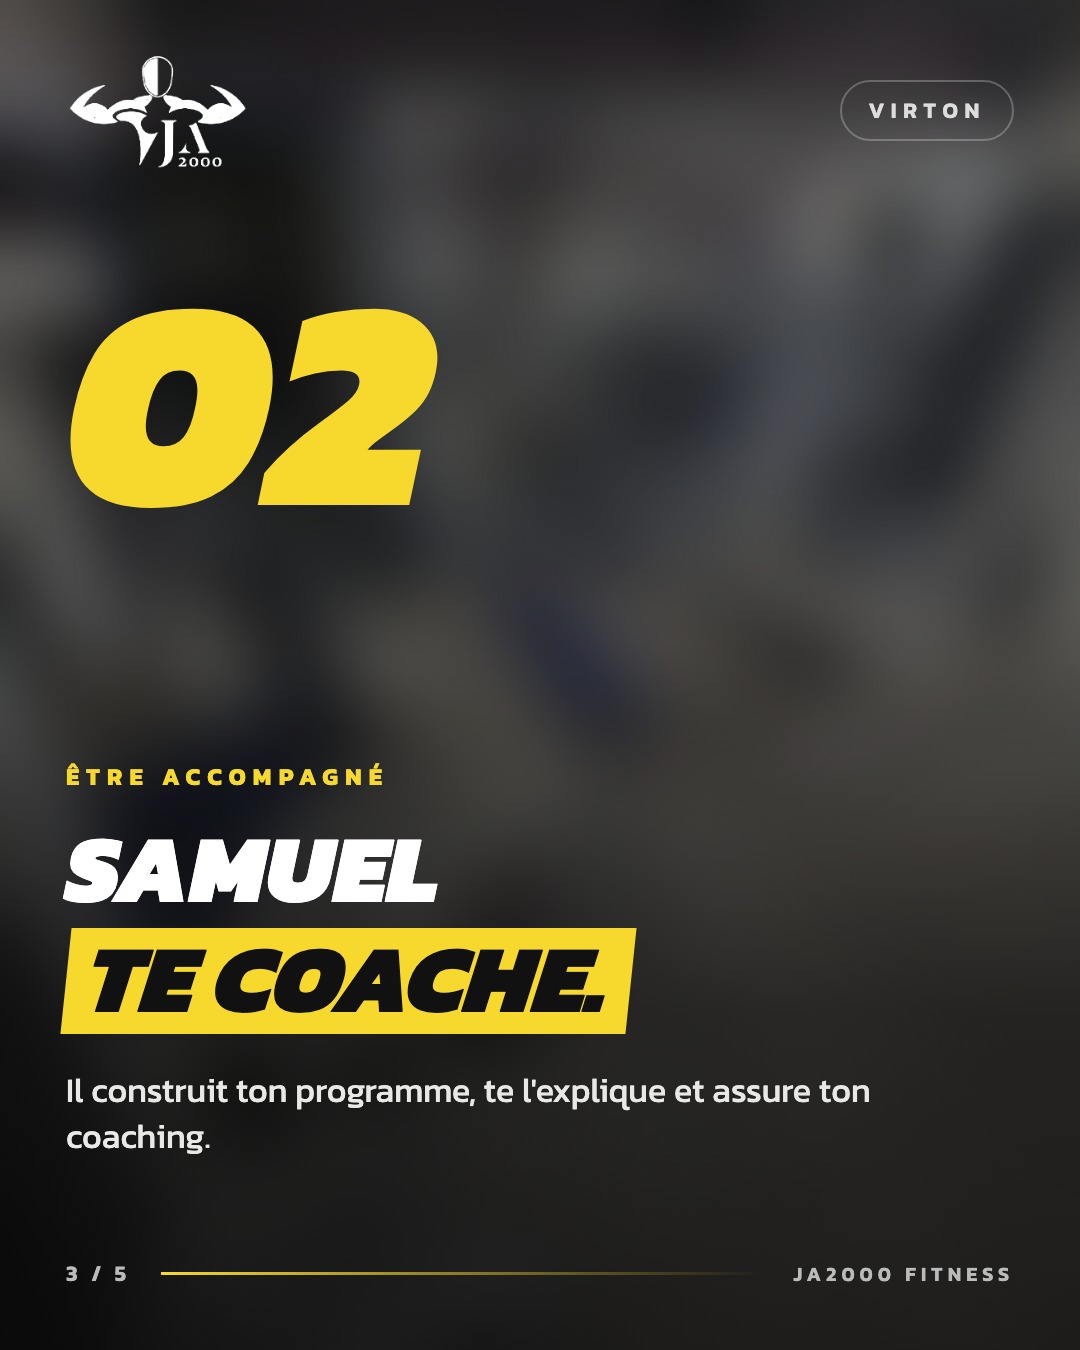 JA
2000
VIRTON
02
ÊTRE ACCOMPAGNÉ
SAMUEL
TE COACHE.
Il construit ton programme, te l'explique et assure ton
coaching.
3 / 5
JA2000 FITNESS